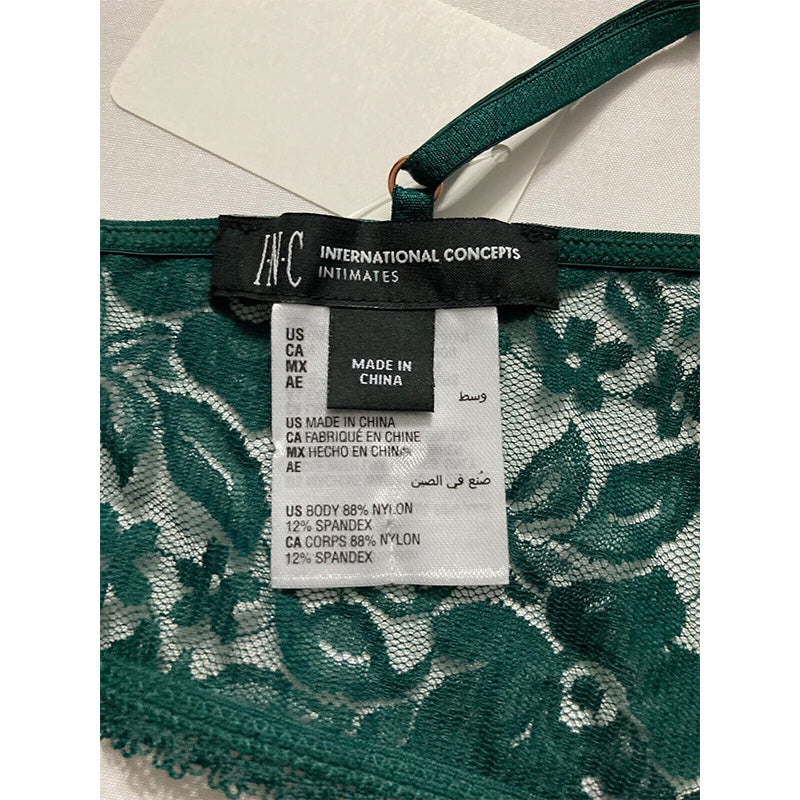 I·N·C INTERNATIONAL CONCEPTS
INTIMATES
US
CA
MX
AE
MADE IN
CHINA
وسط
US MADE IN CHINA
CA FABRIQUÉ EN CHINE
MX HECHO EN CHINA
AE
صُنع في الصين
US BODY 88% NYLON
12% SPANDEX
CA CORPS 88% NYLON
12% SPANDEX